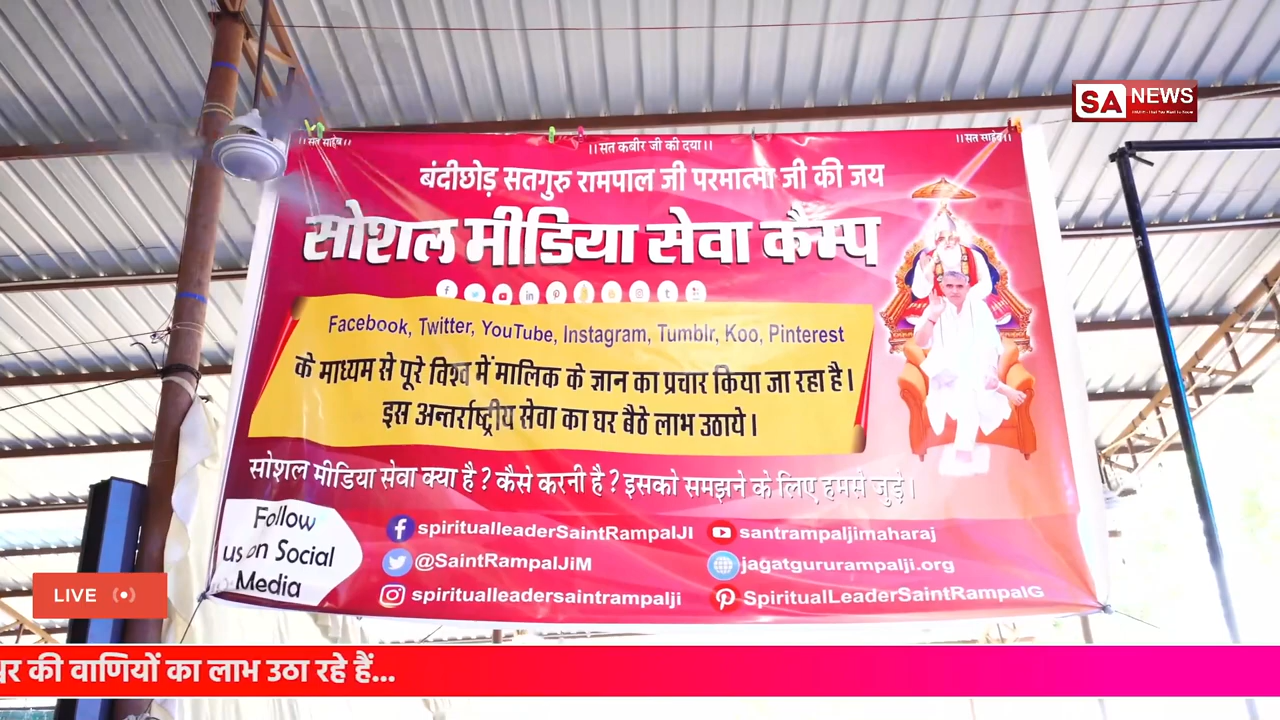 SA NEWS
।।सत साहेब।। ।।सत कबीर जी की दया।। ।।सत साहेब।।
बंदीछोड़ सतगुरु रामपाल जी परमात्मा जी की जय
सोशल मीडिया सेवा कैम्प
Facebook, Twitter, YouTube, Instagram, Tumblr, Koo, Pinterest
के माध्यम से पूरे विश्व में मालिक के ज्ञान का प्रचार किया जा रहा है।
इस अन्तर्राष्ट्रीय सेवा का घर बैठे लाभ उठाये।
सोशल मीडिया सेवा क्या है ? कैसे करनी है ? इसको समझने के लिए हमसे जुड़े।
Follow
us on Social
Media
spiritualleaderSaintRampalJI santrampaljimaharaj
@SaintRampalJiM jagatgururampalji.org
spiritualleadersaintrampalji SpiritualLeaderSaintRampalG
LIVE
की वाणियों का लाभ उठा रहे हैं...